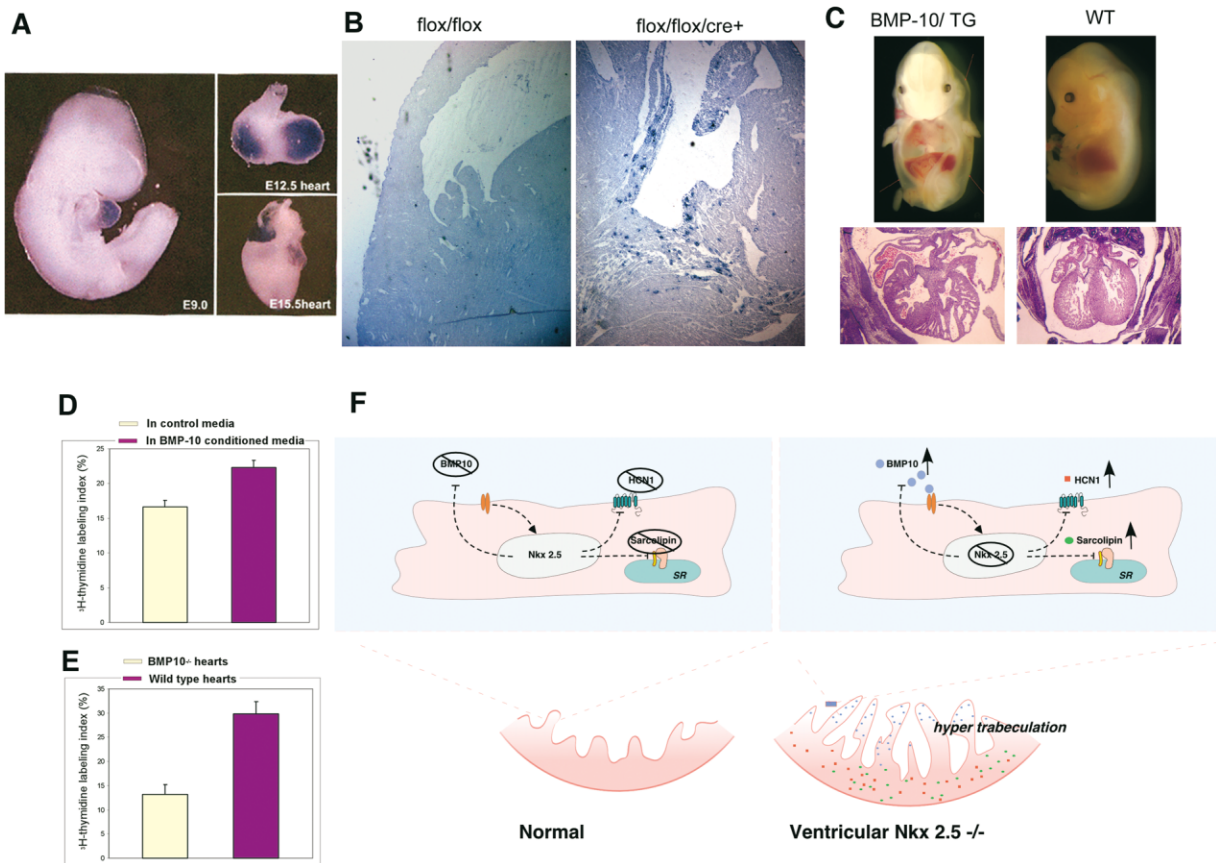 A
E9.0
E12.5 heart
E15.5heart
B
flox/flox
flox/flox/cre+
C
BMP-10/ TG
WT
D
In control media
In BMP-10 conditioned media
³H-thymidine labeling index (%)
25
20
15
10
5
0
E
BMP10-/- hearts
Wild type hearts
³H-thymidine labeling index (%)
35
30
25
20
15
10
5
0
F
BMP10
HCN1
Nkx 2.5
Sarcolipin
SR
BMP10
HCN1
Nkx 2.5
Sarcolipin
SR
hyper trabeculation
Normal
Ventricular Nkx 2.5 -/-